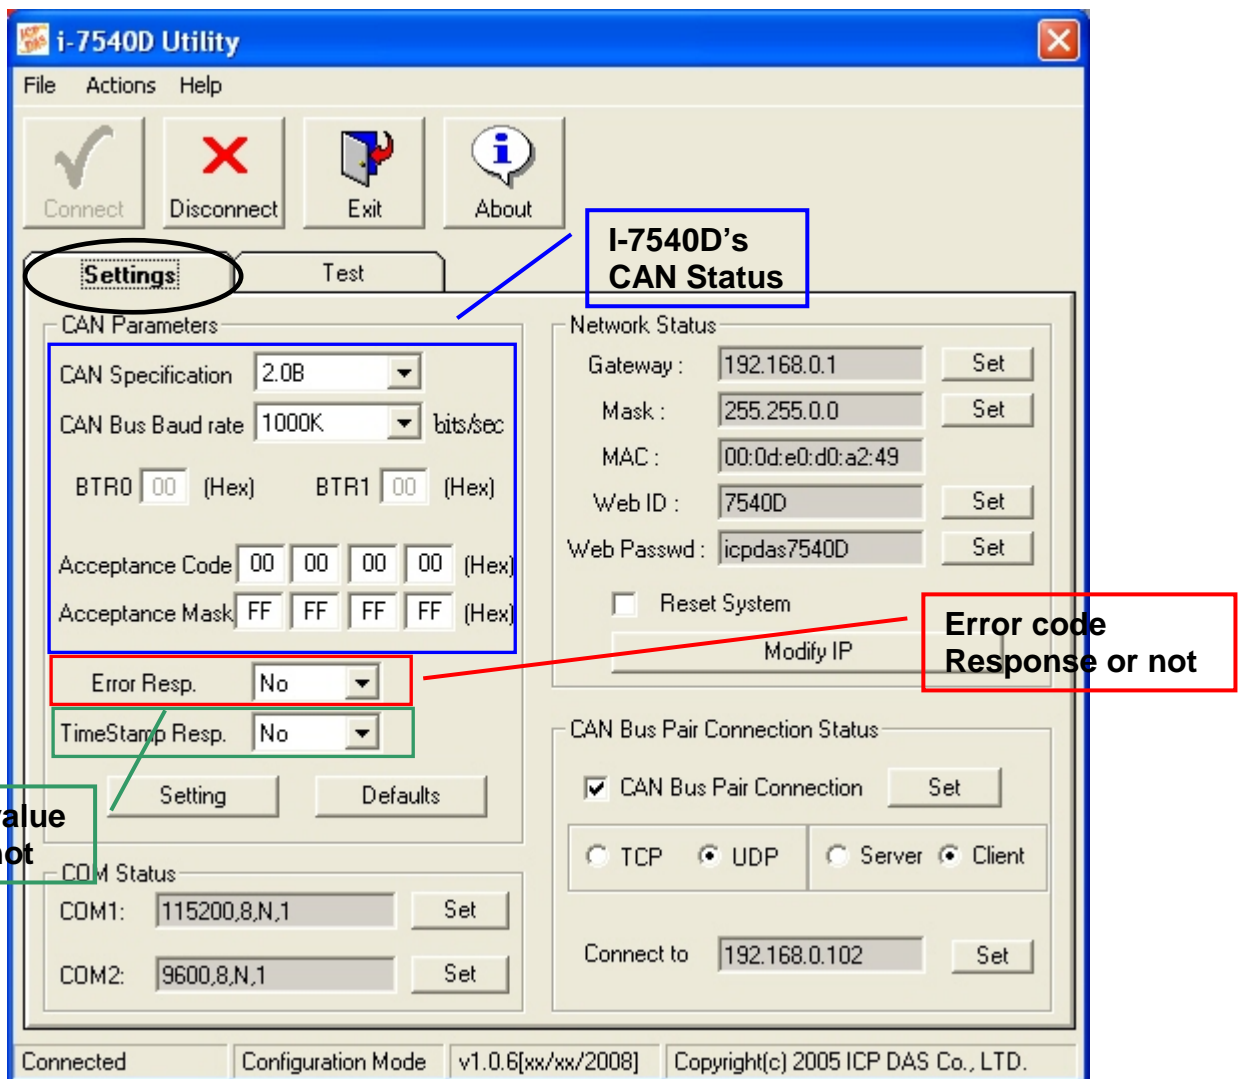 i-7540D Utility
File Actions Help
Connect Disconnect Exit About
I-7540D's
CAN Status
Settings Test
CAN Parameters
CAN Specification 2.0B
CAN Bus Baud rate 1000K bits/sec
BTR0 00 (Hex) BTR1 00 (Hex)
Acceptance Code 00 00 00 00 (Hex)
Acceptance Mask FF FF FF FF (Hex)
Error Resp. No
TimeStamp Resp. No
Setting Defaults
value
not
COM Status
COM1: 115200,8,N,1 Set
COM2: 9600,8,N,1 Set
Network Status
Gateway : 192.168.0.1 Set
Mask : 255.255.0.0 Set
MAC : 00:0d:e0:d0:a2:49
Web ID : 7540D Set
Web Passwd : icpdas7540D Set
Reset System
Modify IP
Error code
Response or not
CAN Bus Pair Connection Status
CAN Bus Pair Connection Set
TCP UDP Server Client
Connect to 192.168.0.102 Set
Connected Configuration Mode v1.0.6[xx/xx/2008] Copyright(c) 2005 ICP DAS Co., LTD.